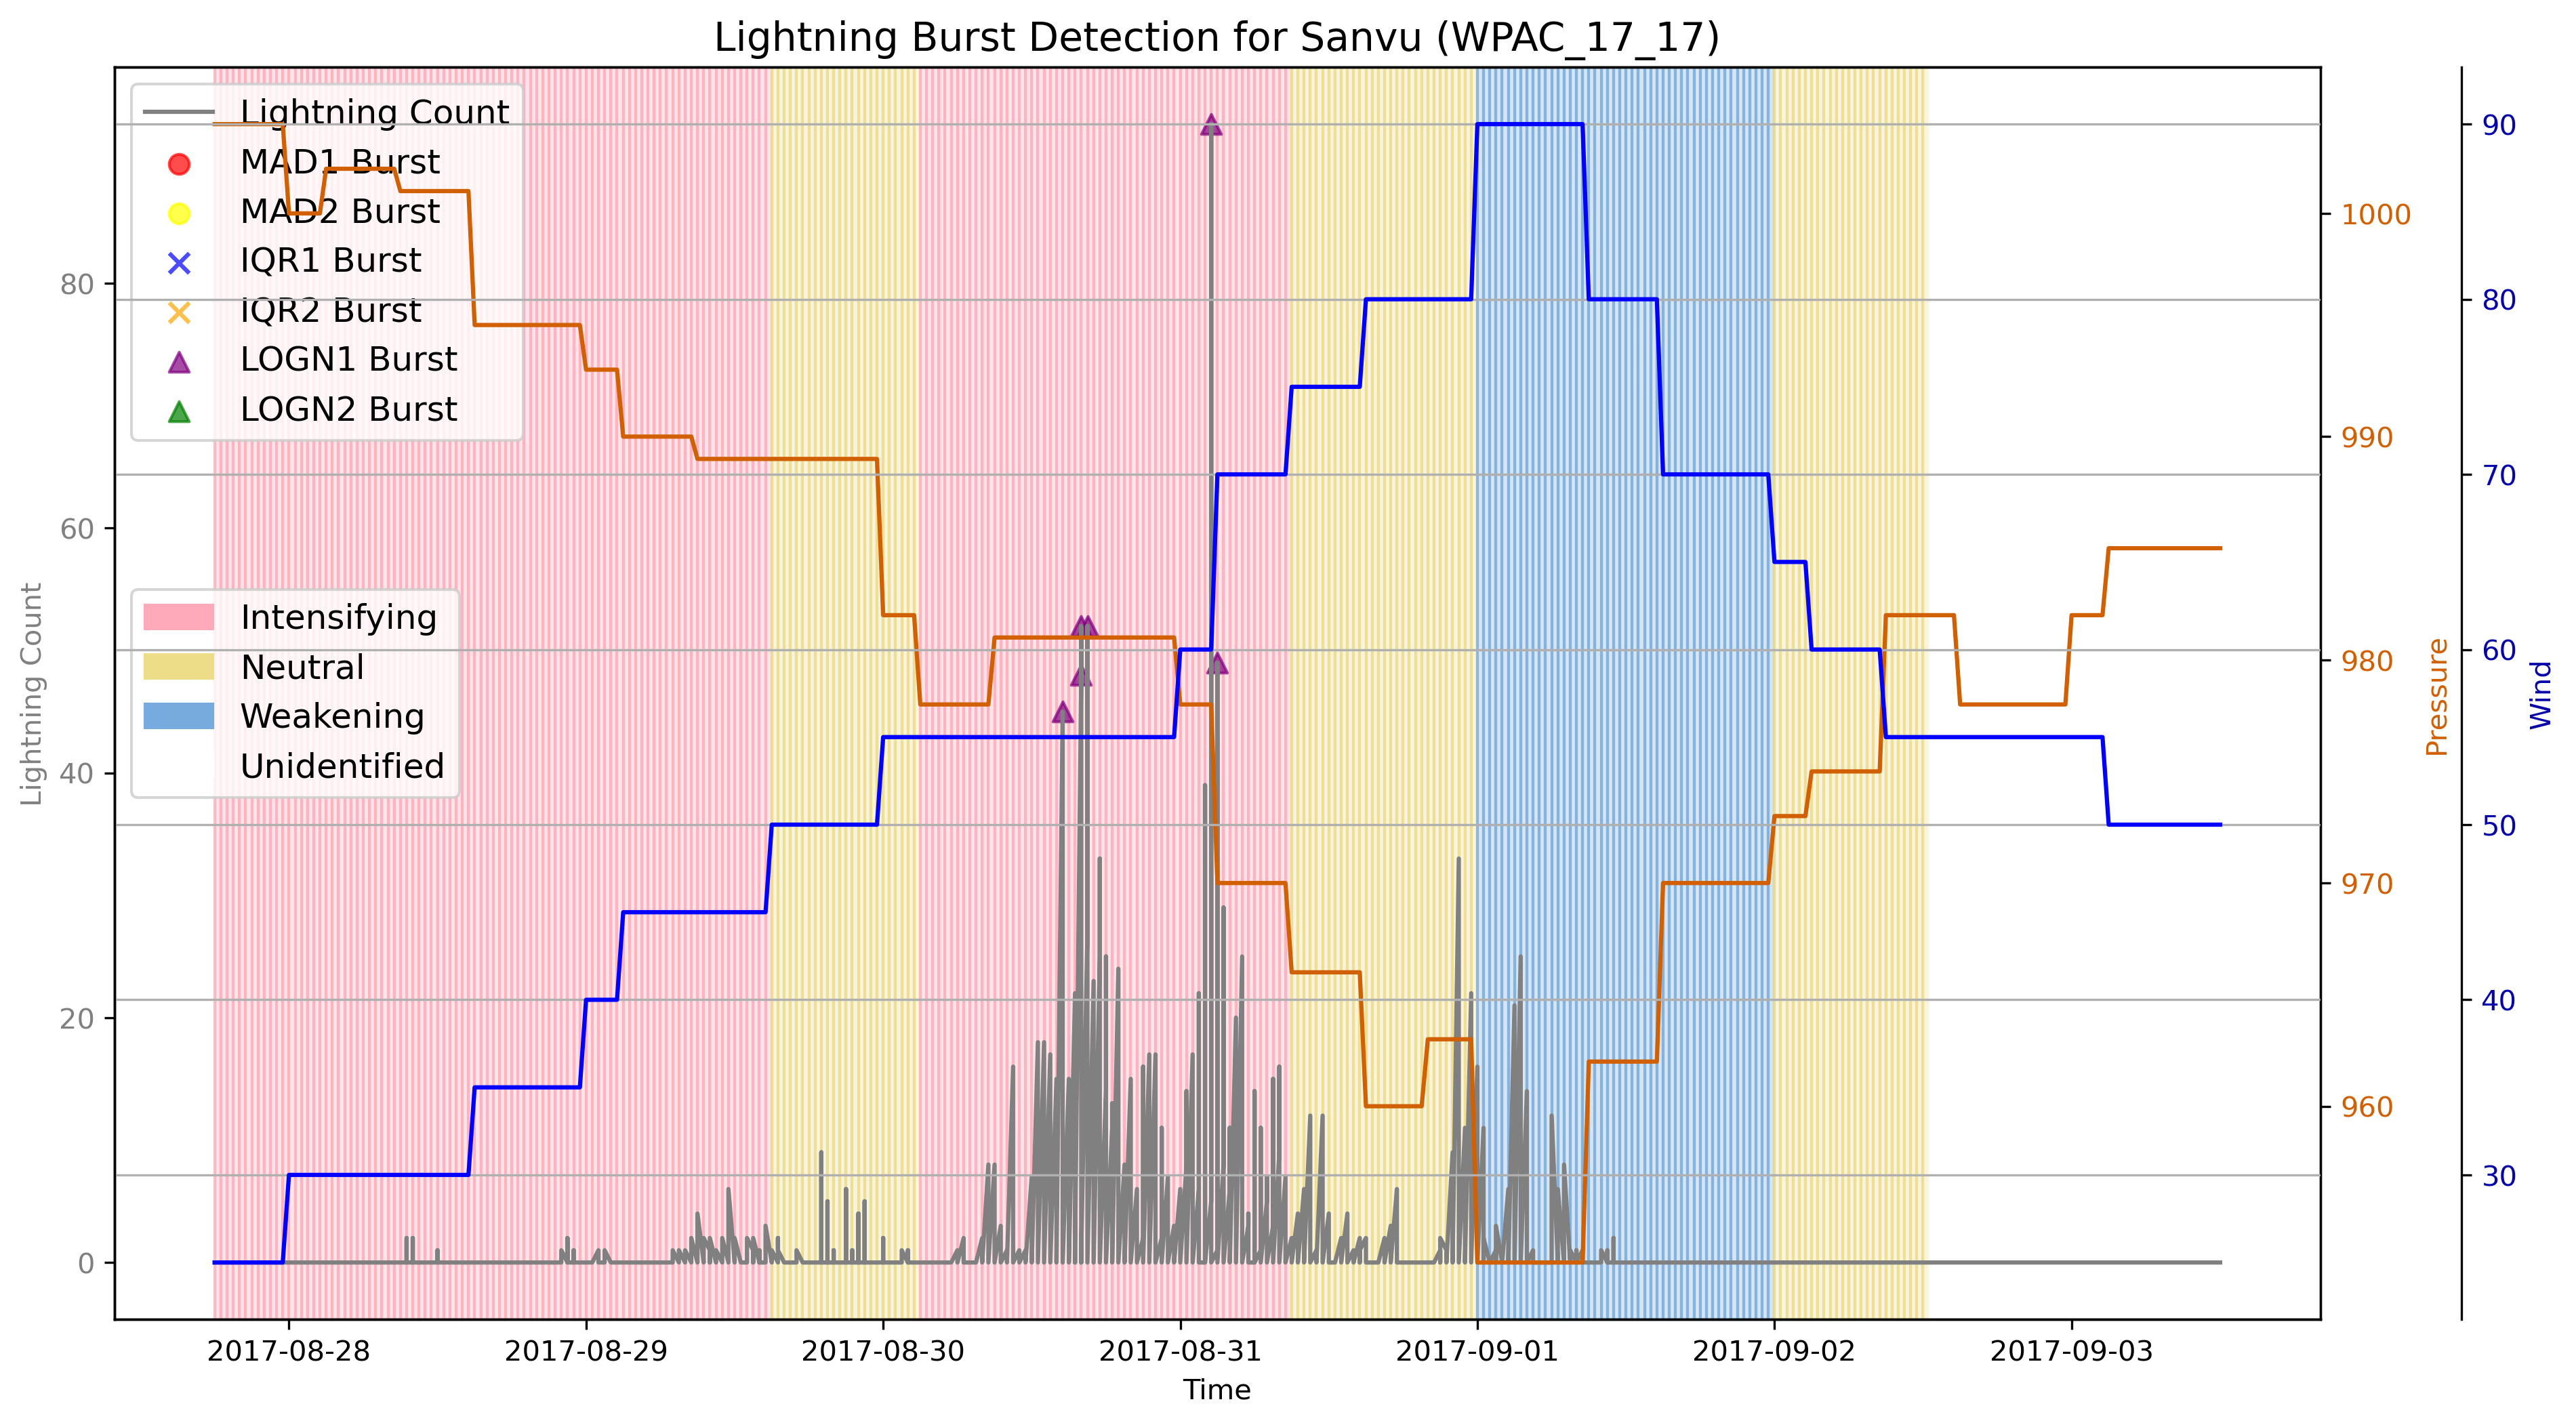 Lightning Burst Detection for Sanvu (WPAC_17_17)
Lightning Count
MAD1 Burst
MAD2 Burst
IQR1 Burst
IQR2 Burst
LOGN1 Burst
LOGN2 Burst
Intensifying
Neutral
Weakening
Unidentified
Lightning Count
80
60
40
20
0
1000
990
980
970
960
Pressure
90
80
70
60
50
40
30
Wind
2017-08-28
2017-08-29
2017-08-30
2017-08-31
2017-09-01
2017-09-02
2017-09-03
Time